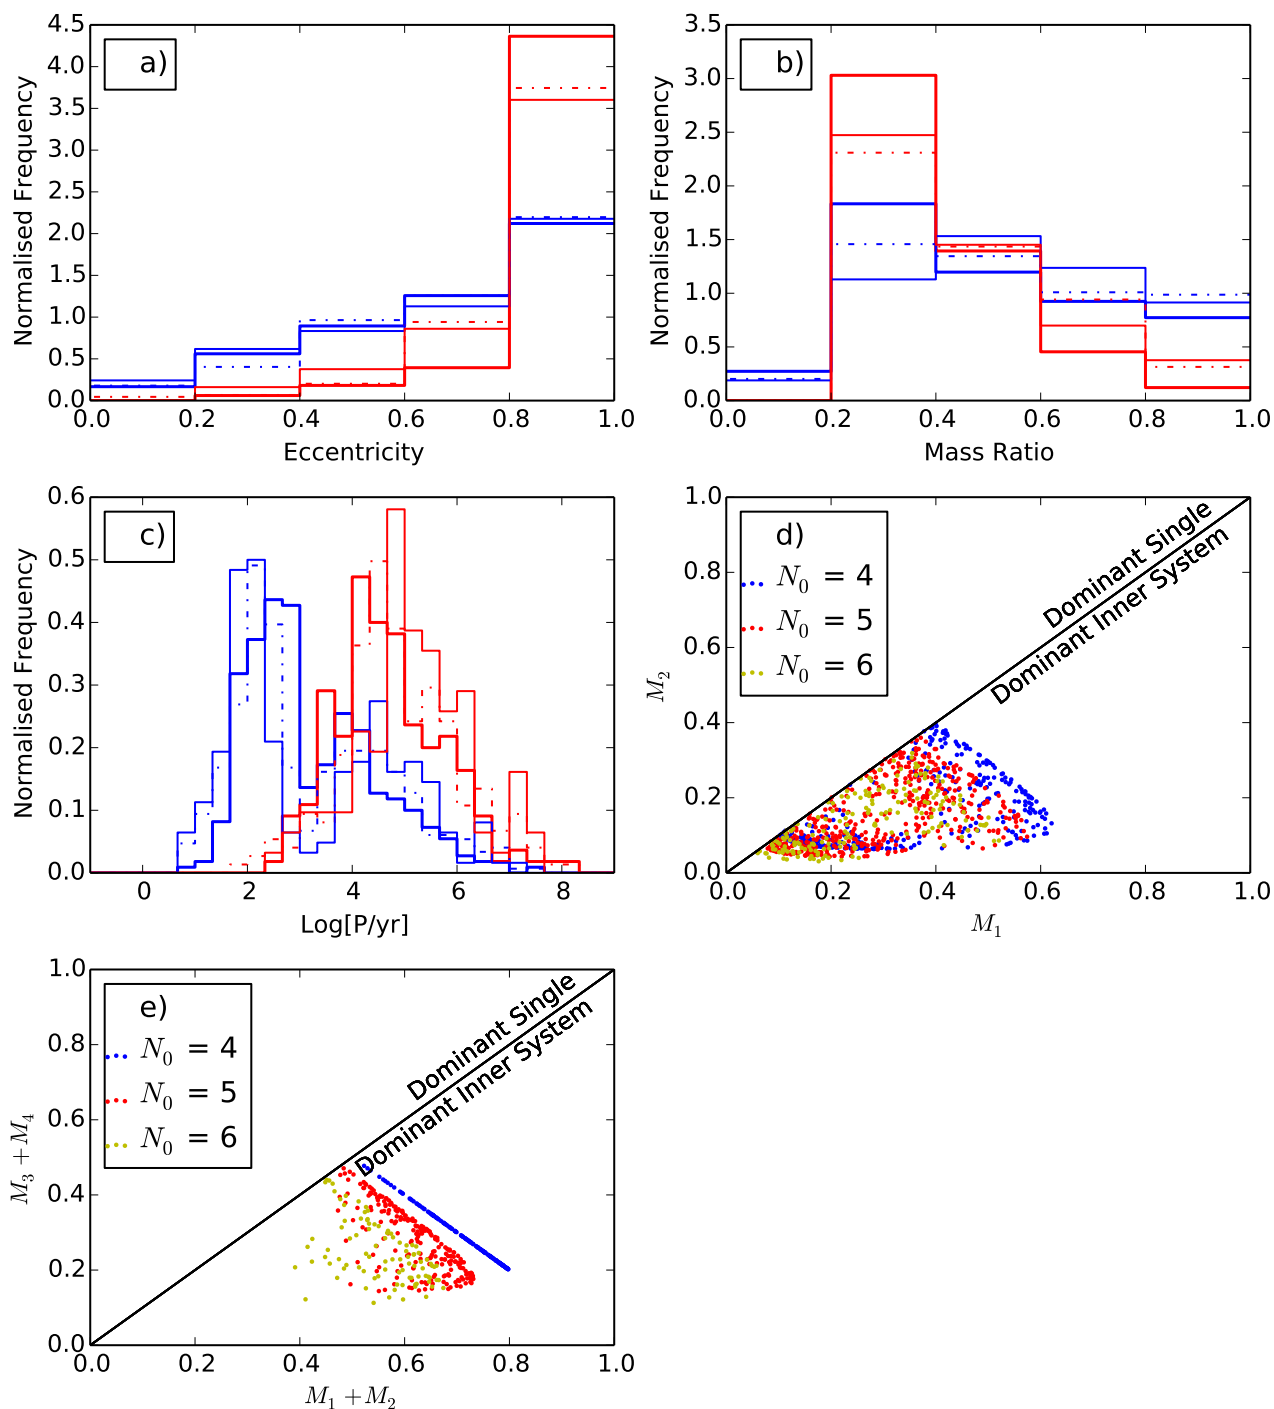 a)
Normalised Frequency
4.5
4.0
3.5
3.0
2.5
2.0
1.5
1.0
0.5
0.0
0.0 0.2 0.4 0.6 0.8 1.0
Eccentricity
b)
Normalised Frequency
3.5
3.0
2.5
2.0
1.5
1.0
0.5
0.0
0.0 0.2 0.4 0.6 0.8 1.0
Mass Ratio
c)
Normalised Frequency
0.6
0.5
0.4
0.3
0.2
0.1
0.0
0 2 4 6 8
Log[P/yr]
d)
N₀ = 4
N₀ = 5
N₀ = 6
Dominant Single
Dominant Inner System
M₂
1.0
0.8
0.6
0.4
0.2
0.0
0.0 0.2 0.4 0.6 0.8 1.0
M₁
e)
N₀ = 4
N₀ = 5
N₀ = 6
Dominant Single
Dominant Inner System
M₃ + M₄
1.0
0.8
0.6
0.4
0.2
0.0
0.0 0.2 0.4 0.6 0.8 1.0
M₁ + M₂